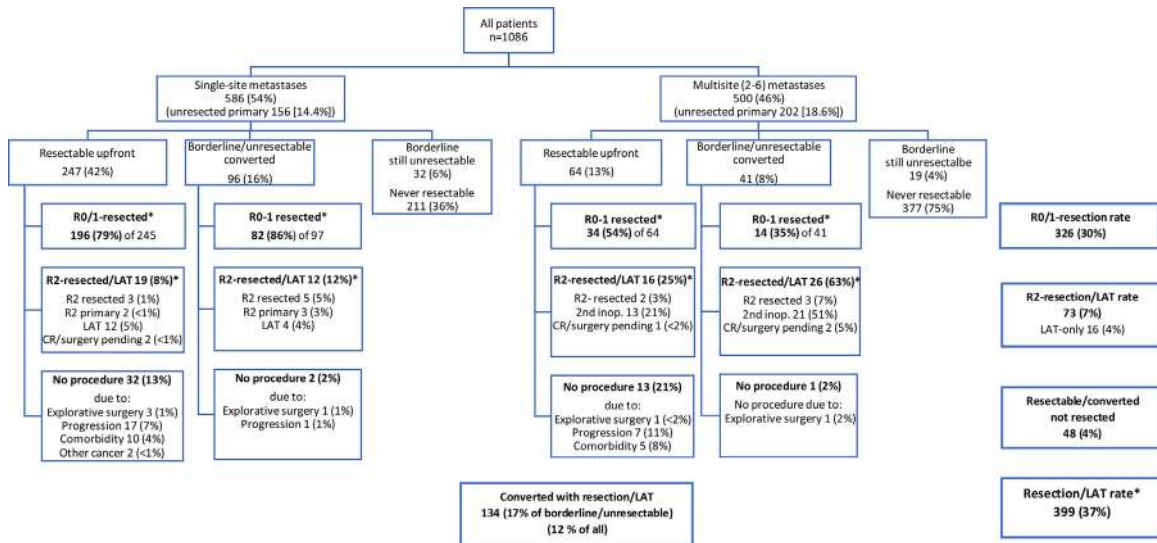 All patients
n=1086
Single-site metastases
586 (54%)
(unresected primary 156 [14.4%])
Multisite (2-6) metastases
500 (46%)
(unresected primary 202 [18.6%])
Resectable upfront
247 (42%)
Borderline/unresectable
converted
96 (16%)
Borderline
still unresectable
32 (6%)
Never resectable
211 (36%)
Resectable upfront
64 (13%)
Borderline/unresectable
converted
41 (8%)
Borderline
still unresectalbe
19 (4%)
Never resectable
377 (75%)
R0/1-resected*
196 (79%) of 245
R0-1 resected*
82 (86%) of 97
R0-1 resected*
34 (54%) of 64
R0-1 resected*
14 (35%) of 41
R0/1-resection rate
326 (30%)
R2-resected/LAT 19 (8%)*
R2 resected 3 (1%)
R2 primary 2 (<1%)
LAT 12 (5%)
CR/surgery pending 2 (<1%)
R2-resected/LAT 12 (12%)*
R2 resected 5 (5%)
R2 primary 3 (3%)
LAT 4 (4%)
R2-resected/LAT 16 (25%)*
R2- resected 2 (3%)
2nd inop. 13 (21%)
CR/surgery pending 1 (<2%)
R2-resected/LAT 26 (63%)*
R2 resected 3 (7%)
2nd inop. 21 (51%)
CR/surgery pending 2 (5%)
R2-resection/LAT rate
73 (7%)
LAT-only 16 (4%)
No procedure 32 (13%)
due to:
Explorative surgery 3 (1%)
Progression 17 (7%)
Comorbidity 10 (4%)
Other cancer 2 (<1%)
No procedure 2 (2%)
due to:
Explorative surgery 1 (1%)
Progression 1 (1%)
No procedure 13 (21%)
due to:
Explorative surgery 1 (<2%)
Progression 7 (11%)
Comorbidity 5 (8%)
No procedure 1 (2%)
No procedure due to:
Explorative surgery 1 (2%)
Resectable/converted
not resected
48 (4%)
Converted with resection/LAT
134 (17% of borderline/unresectable)
(12 % of all)
Resection/LAT rate*
399 (37%)